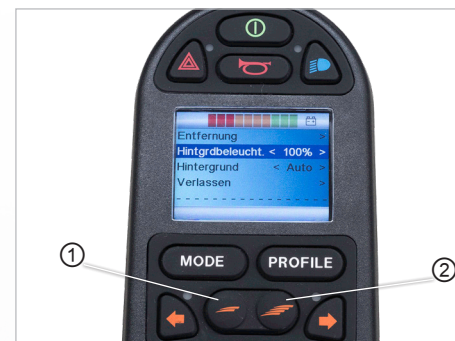 Entfernung >
Hintgrdbeleucht. < 100% >
Hintergrund < Auto >
Verlassen >
MODE PROFILE
1 2